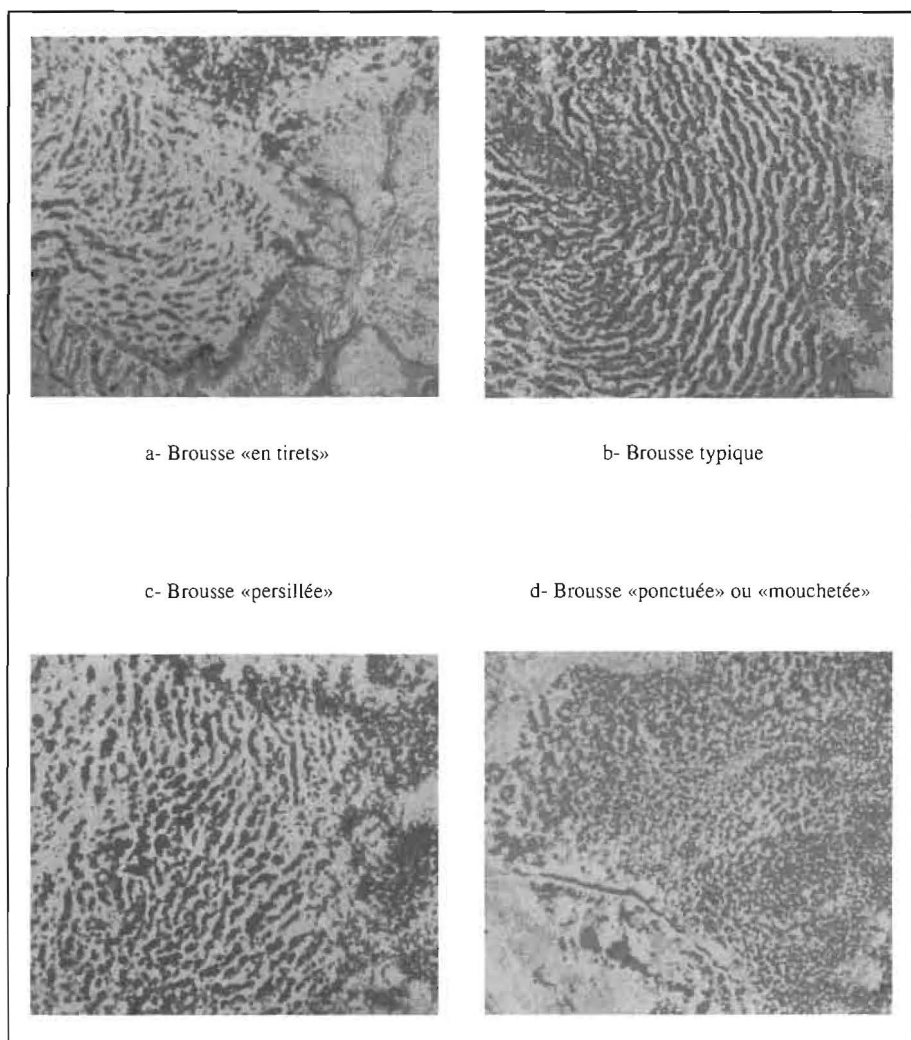 a- Brousse «en tirets»
b- Brousse typique
c- Brousse «persillée»
d- Brousse «ponctuée» ou «mouchetée»